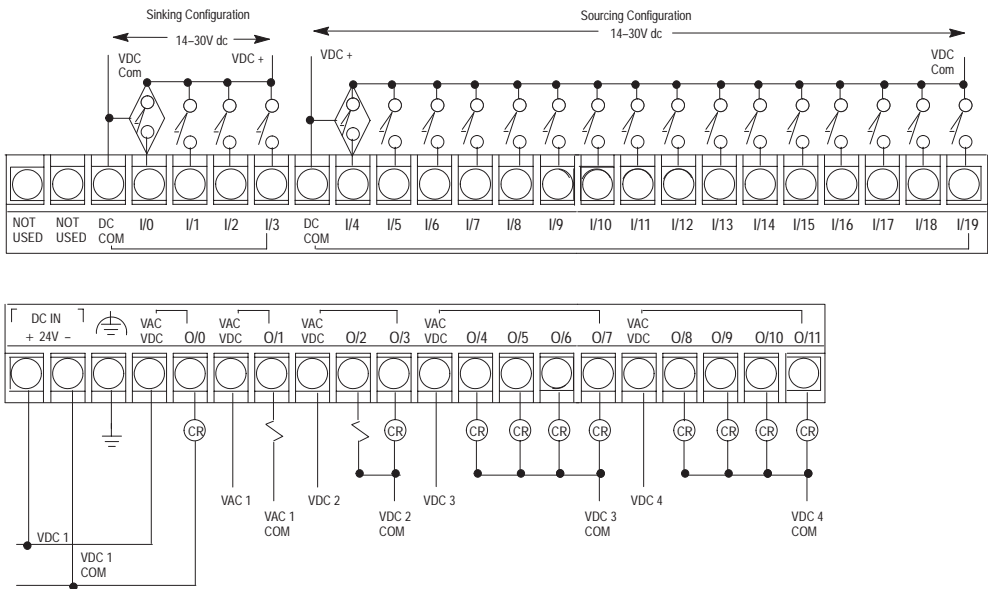 Sinking Configuration
Sourcing Configuration
14–30V dc
14–30V dc
VDC
Com
VDC +
VDC +
VDC
Com
NOT
USED
NOT
USED
DC
COM
I/0
I/1
I/2
I/3
DC
COM
I/4
I/5
I/6
I/7
I/8
I/9
I/10
I/11
I/12
I/13
I/14
I/15
I/16
I/17
I/18
I/19
DC IN
+ 24V –
VAC
VDC
O/0
VAC
VDC
O/1
VAC
VDC
O/2
O/3
VAC
VDC
O/4
O/5
O/6
O/7
VAC
VDC
O/8
O/9
O/10
O/11
CR
CR
CR
CR
CR
CR
CR
CR
CR
CR
VAC 1
VAC 1
COM
VDC 2
VDC 2
COM
VDC 3
VDC 3
COM
VDC 4
VDC 4
COM
VDC 1
VDC 1
COM